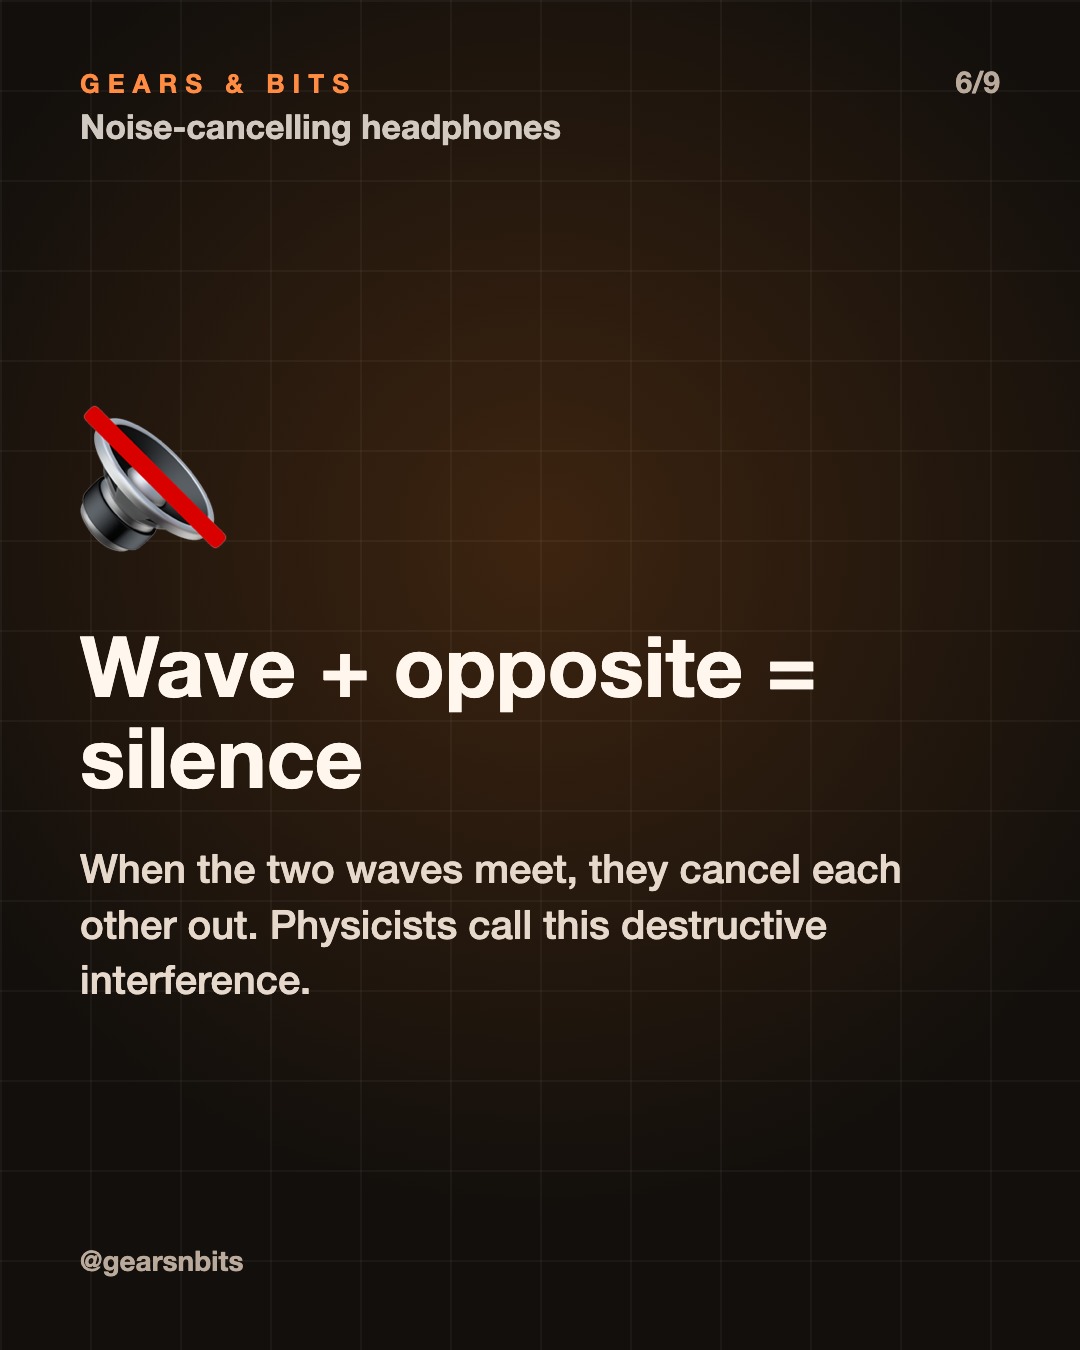 GEARS & BITS
6/9
Noise-cancelling headphones
Wave + opposite =
silence
When the two waves meet, they cancel each
other out. Physicists call this destructive
interference.
@gearsnbits